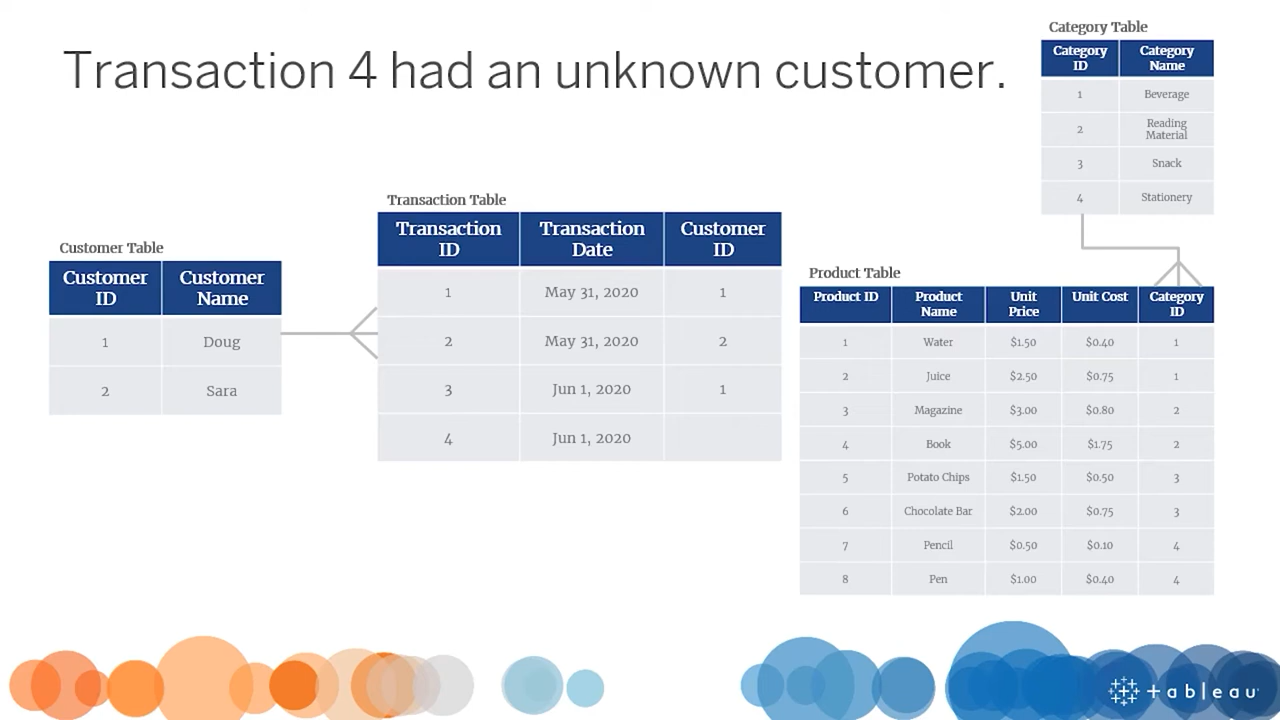 Transaction 4 had an unknown customer.
Category Table
Category ID Category Name
1 Beverage
2 Reading Material
3 Snack
4 Stationery
Transaction Table
Transaction ID Transaction Date Customer ID
1 May 31, 2020 1
2 May 31, 2020 2
3 Jun 1, 2020 1
4 Jun 1, 2020
Customer Table
Customer ID Customer Name
1 Doug
2 Sara
Product Table
Product ID Product Name Unit Price Unit Cost Category ID
1 Water $1.50 $0.40 1
2 Juice $2.50 $0.75 1
3 Magazine $3.00 $0.80 2
4 Book $5.00 $1.75 2
5 Potato Chips $1.50 $0.50 3
6 Chocolate Bar $2.00 $0.75 3
7 Pencil $0.50 $0.10 4
8 Pen $1.00 $0.40 4
tableau